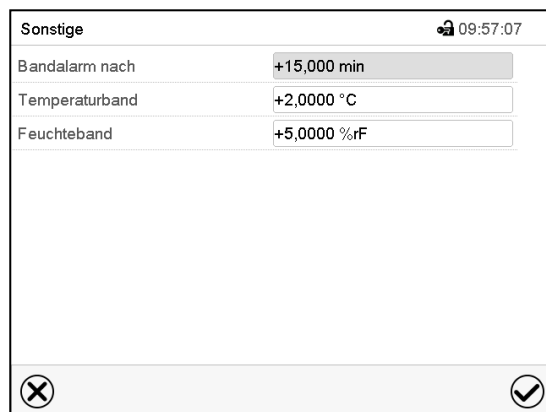 Sonstige 09:57:07
Bandalarm nach +15,000 min
Temperaturband +2,0000 °C
Feuchteband +5,0000 %rF